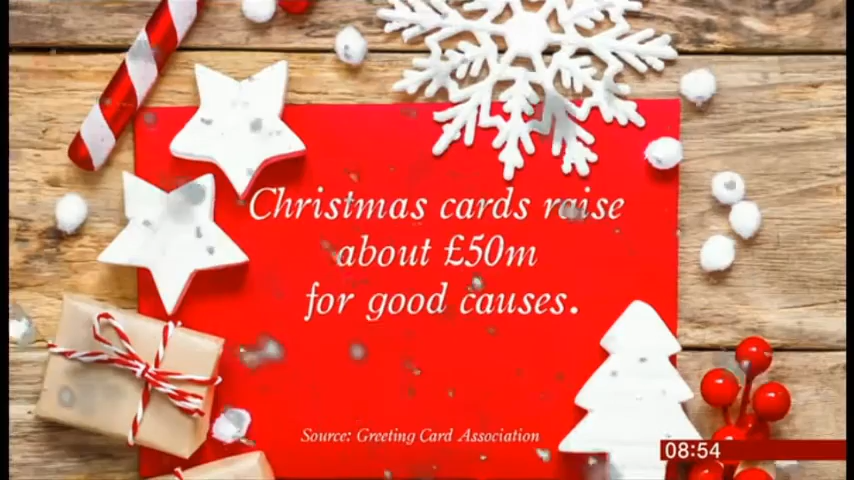 Christmas cards raise
about £50m
for good causes.
Source: Greeting Card Association
08:54